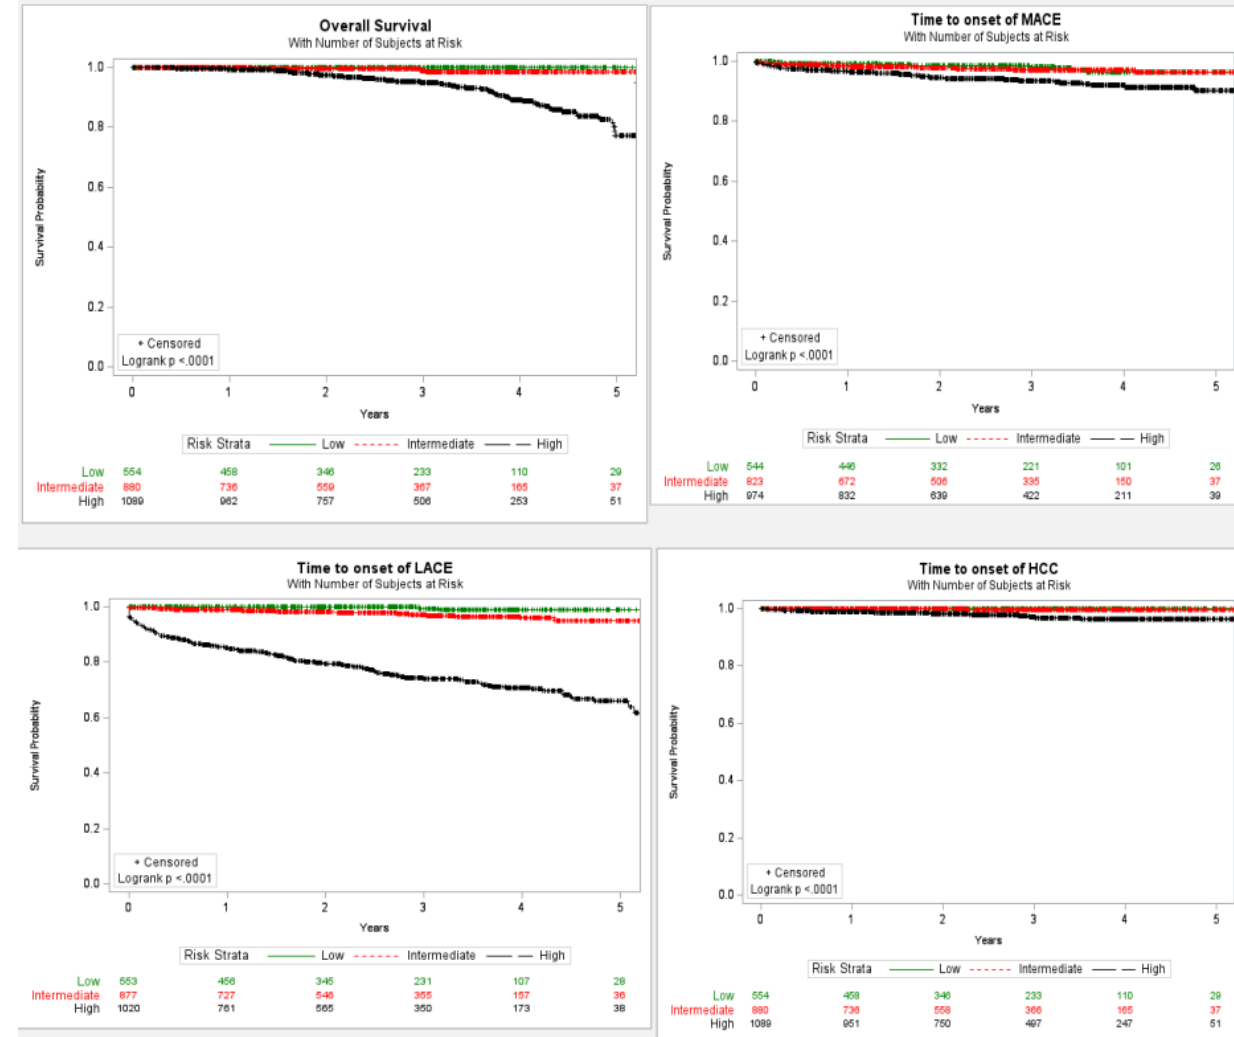 Overall Survival
With Number of Subjects at Risk
1.0
0.8
0.6
0.4
0.2
0.0
Survival Probability
+ Censored
Logrank p <.0001
0 1 2 3 4 5
Years
Risk Strata Low Intermediate High
Low 554 458 346 233 110 29
Intermediate 880 736 559 367 165 37
High 1089 962 757 506 253 51
Time to onset of MACE
With Number of Subjects at Risk
1.0
0.8
0.6
0.4
0.2
0.0
Survival Probability
+ Censored
Logrank p <.0001
0 1 2 3 4 5
Years
Risk Strata Low Intermediate High
Low 544 446 332 221 101 26
Intermediate 823 672 506 335 150 37
High 974 832 639 422 211 39
Time to onset of LACE
With Number of Subjects at Risk
1.0
0.8
0.6
0.4
0.2
0.0
Survival Probability
+ Censored
Logrank p <.0001
0 1 2 3 4 5
Years
Risk Strata Low Intermediate High
Low 553 456 345 231 107 28
Intermediate 877 727 546 355 157 36
High 1020 761 565 350 173 38
Time to onset of HCC
With Number of Subjects at Risk
1.0
0.8
0.6
0.4
0.2
0.0
Survival Probability
+ Censored
Logrank p <.0001
0 1 2 3 4 5
Years
Risk Strata Low Intermediate High
Low 554 458 346 233 110 29
Intermediate 880 736 558 366 165 37
High 1089 951 750 497 247 51